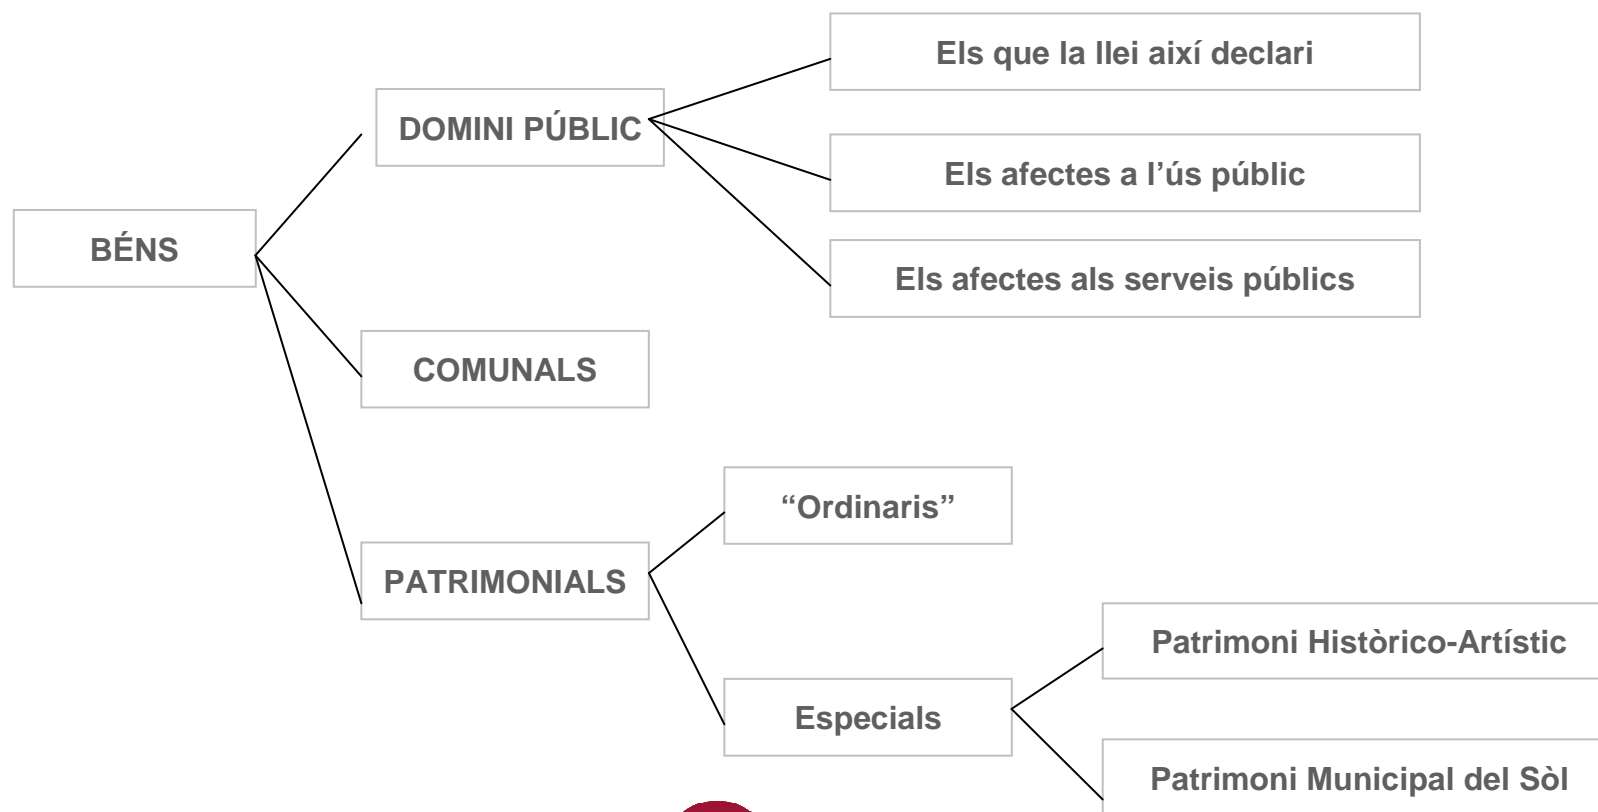 Els que la llei així declari
DOMINI PÚBLIC
Els afectes a l’ús públic
BÉNS
Els afectes als serveis públics
COMUNALS
“Ordinaris”
PATRIMONIALS
Patrimoni Històrico-Artístic
Especials
Patrimoni Municipal del Sòl